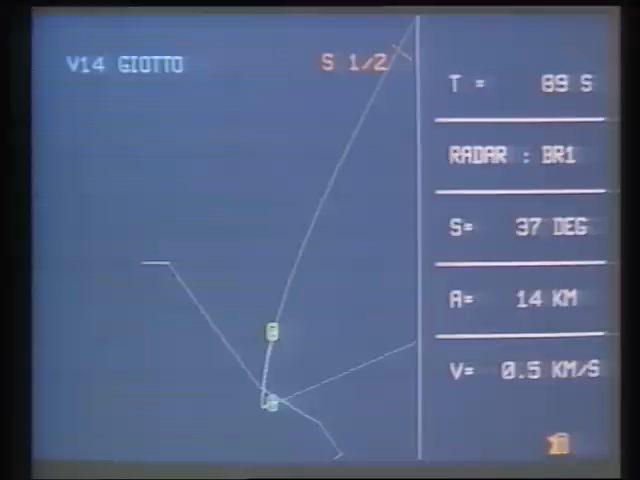 V14 GIOTTO
S 1/2
T = 89 S
RADAR : BR1
S= 37 DEG
A= 14 KM
V= 0.5 KM/S